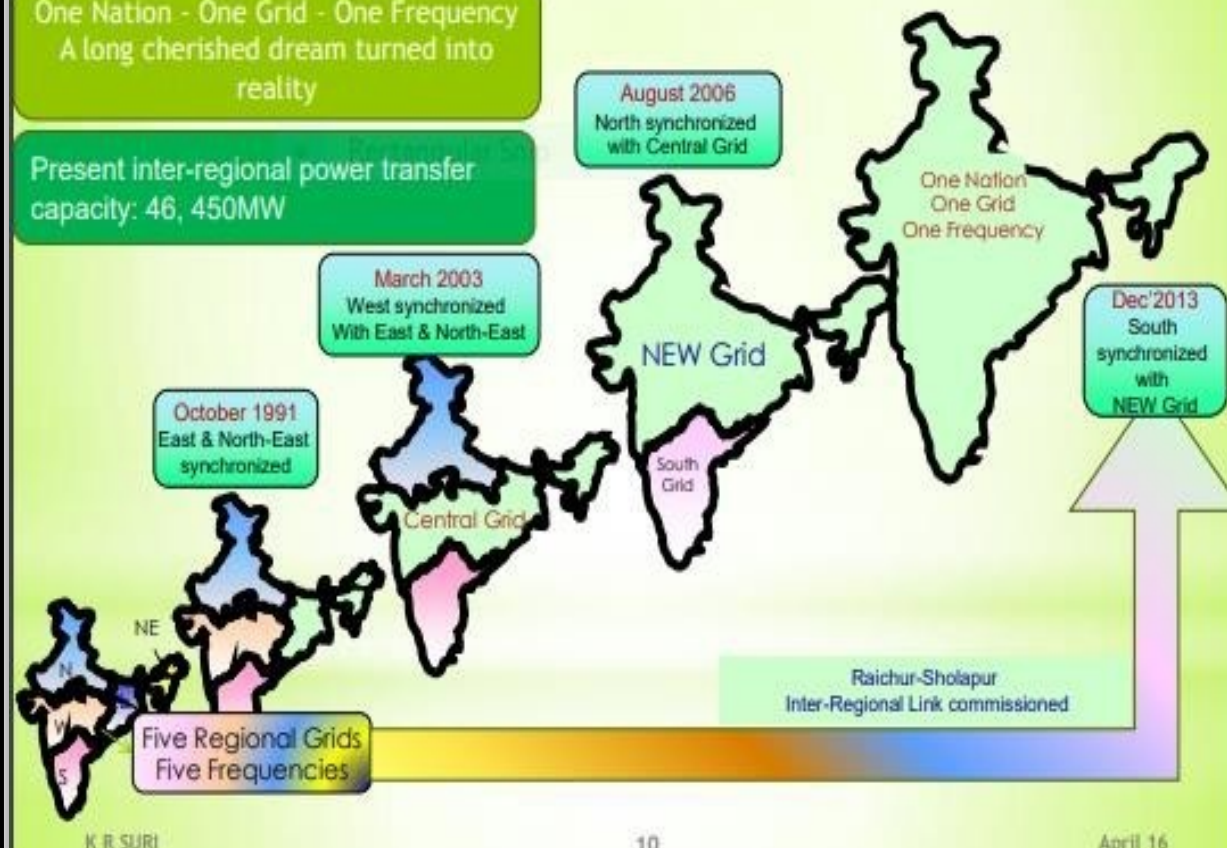 One Nation - One Grid - One Frequency
A long cherished dream turned into
reality
Present inter-regional power transfer
capacity: 46, 450MW
Rectangular Snip
August 2006
North synchronized
with Central Grid
One Nation
One Grid
One Frequency
March 2003
West synchronized
With East & North-East
Dec'2013
South
synchronized
with
NEW Grid
NEW Grid
October 1991
East & North-East
synchronized
South
Grid
Central Grid
NE
N
W
S
Five Regional Grids
Five Frequencies
Raichur-Sholapur
Inter-Regional Link commissioned
K R SURI
10
April 16